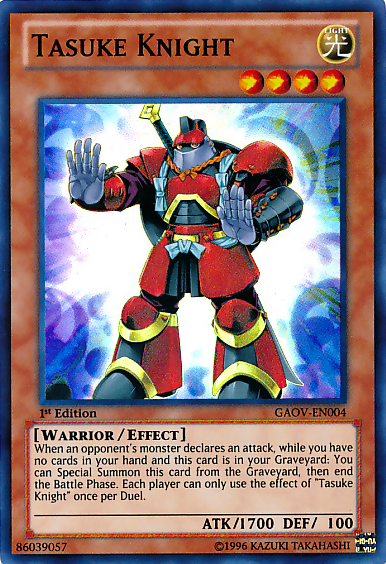 Tasuke Knight
LIGHT
光
1st Edition
GAOV-EN004
[Warrior/Effect]
When an opponent's monster declares an attack, while you have
no cards in your hand and this card is in your Graveyard: You
can Special Summon this card from the Graveyard, then end
the Battle Phase. Each player can only use the effect of "Tasuke
Knight" once per Duel.
ATK/1700 DEF/ 100
86039057
©1996 KAZUKI TAKAHASHI